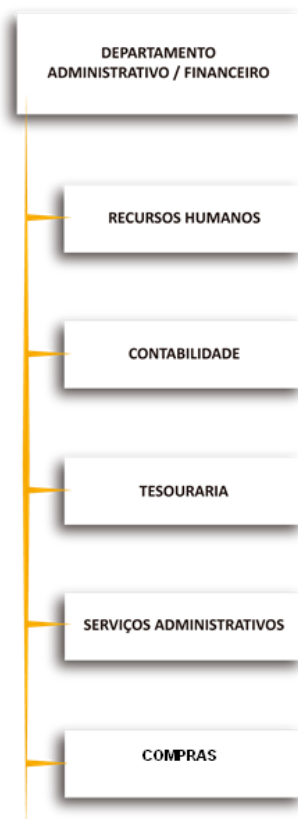 DEPARTAMENTO
ADMINISTRATIVO / FINANCEIRO
RECURSOS HUMANOS
CONTABILIDADE
TESOURARIA
SERVIÇOS ADMINISTRATIVOS
COMPRAS